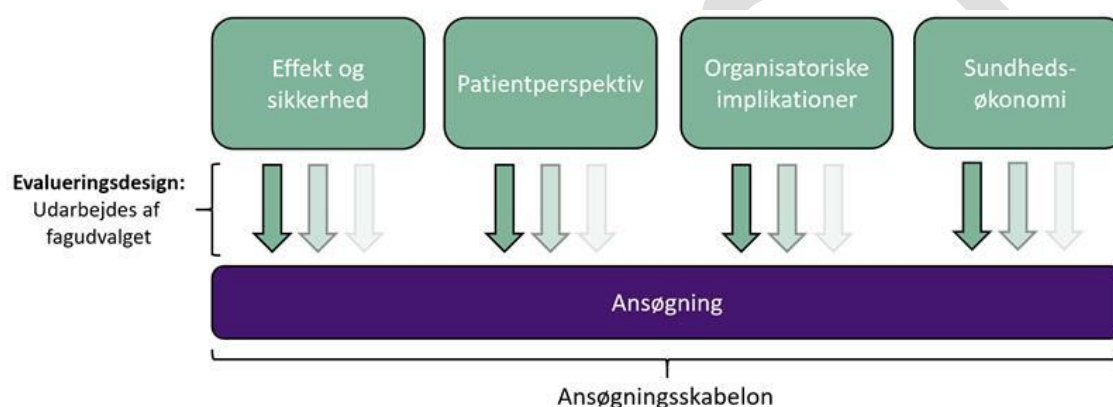 Effekt og
sikkerhed
Patientperspektiv
Organisatoriske
implikationer
Sundheds-
økonomi
Evalueringsdesign:
Udarbejdes af
fagudvalget
Ansøgning
Ansøgningsskabelon